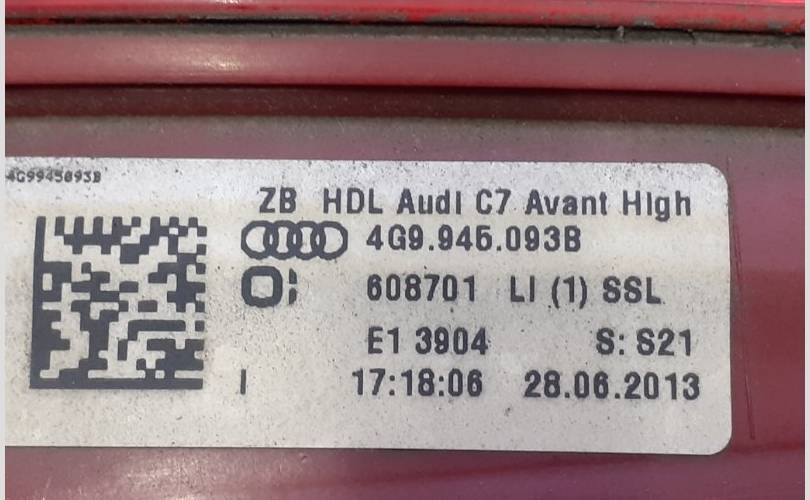 4G9945093B
ZB HDL Audi C7 Avant High
4G9.945.093B
608701 LI (1) SSL
E1 3904 S: S21
I 17:18:06 28.06.2013